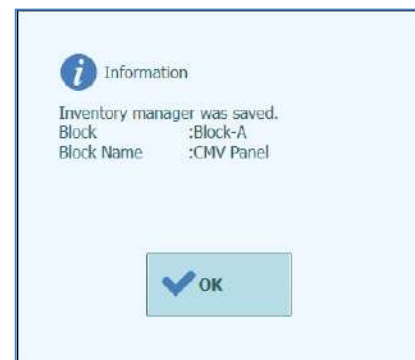 Information
Inventory manager was saved.
Block :Block-A
Block Name :CMV Panel
OK